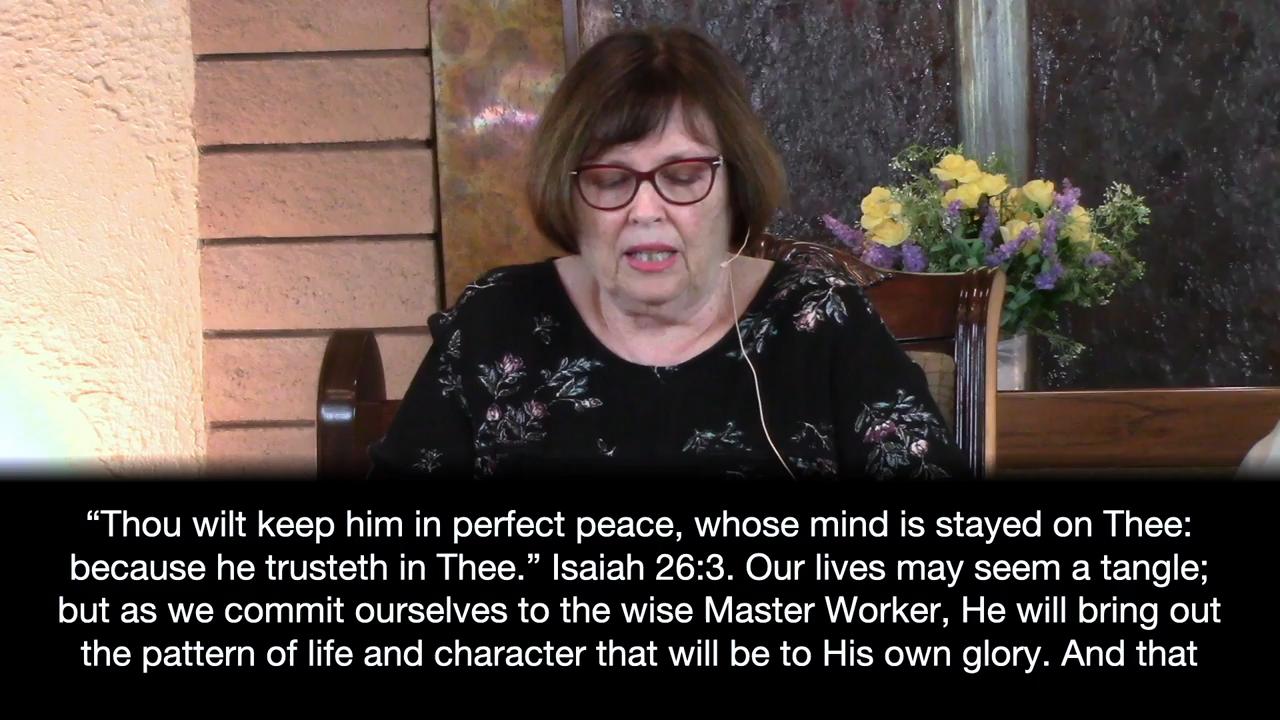 “Thou wilt keep him in perfect peace, whose mind is stayed on Thee:
because he trusteth in Thee.” Isaiah 26:3. Our lives may seem a tangle;
but as we commit ourselves to the wise Master Worker, He will bring out
the pattern of life and character that will be to His own glory. And that